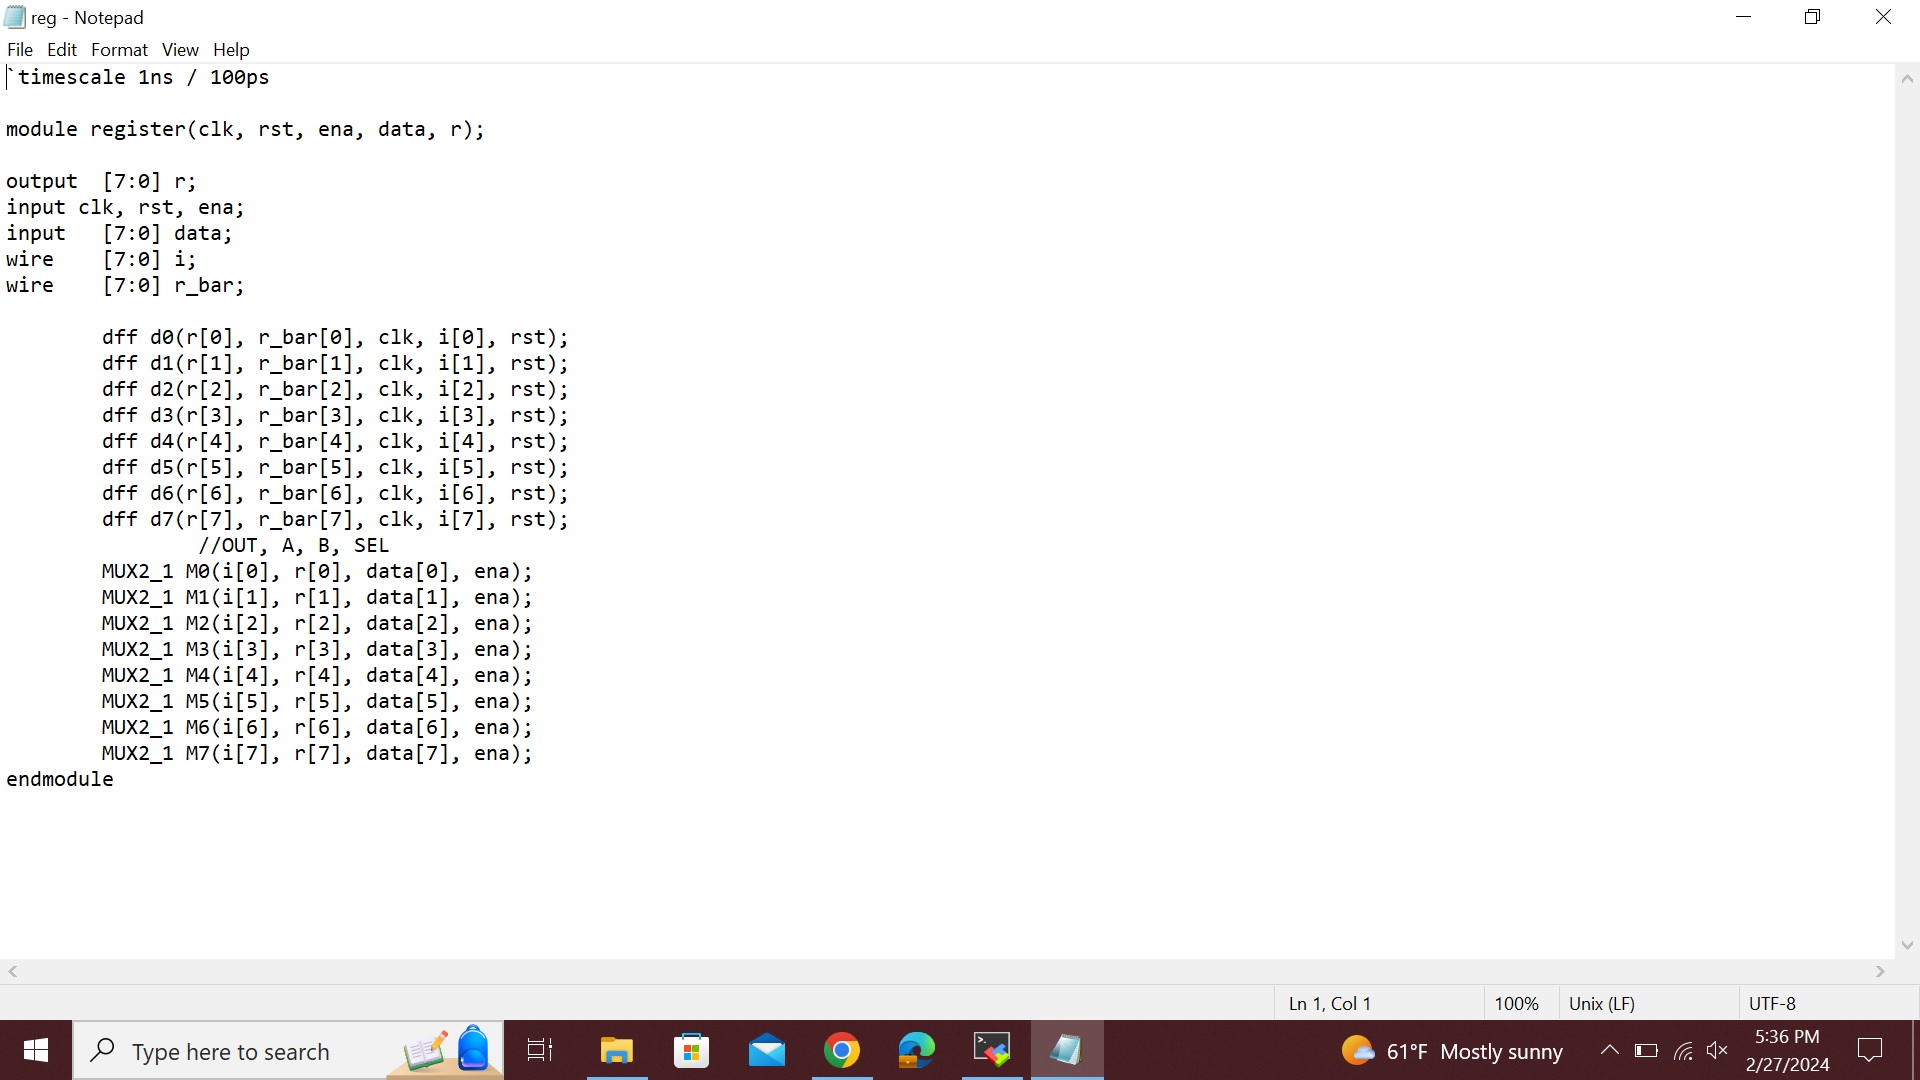 reg - Notepad
File Edit Format View Help
`timescale 1ns / 100ps
module register(clk, rst, ena, data, r);
output  [7:0] r;
input clk, rst, ena;
input   [7:0] data;
wire    [7:0] i;
wire    [7:0] r_bar;
        dff d0(r[0], r_bar[0], clk, i[0], rst);
        dff d1(r[1], r_bar[1], clk, i[1], rst);
        dff d2(r[2], r_bar[2], clk, i[2], rst);
        dff d3(r[3], r_bar[3], clk, i[3], rst);
        dff d4(r[4], r_bar[4], clk, i[4], rst);
        dff d5(r[5], r_bar[5], clk, i[5], rst);
        dff d6(r[6], r_bar[6], clk, i[6], rst);
        dff d7(r[7], r_bar[7], clk, i[7], rst);
                //OUT, A, B, SEL
        MUX2_1 M0(i[0], r[0], data[0], ena);
        MUX2_1 M1(i[1], r[1], data[1], ena);
        MUX2_1 M2(i[2], r[2], data[2], ena);
        MUX2_1 M3(i[3], r[3], data[3], ena);
        MUX2_1 M4(i[4], r[4], data[4], ena);
        MUX2_1 M5(i[5], r[5], data[5], ena);
        MUX2_1 M6(i[6], r[6], data[6], ena);
        MUX2_1 M7(i[7], r[7], data[7], ena);
endmodule
Ln 1, Col 1 100% Unix (LF) UTF-8
Type here to search
61°F Mostly sunny
5:36 PM
2/27/2024